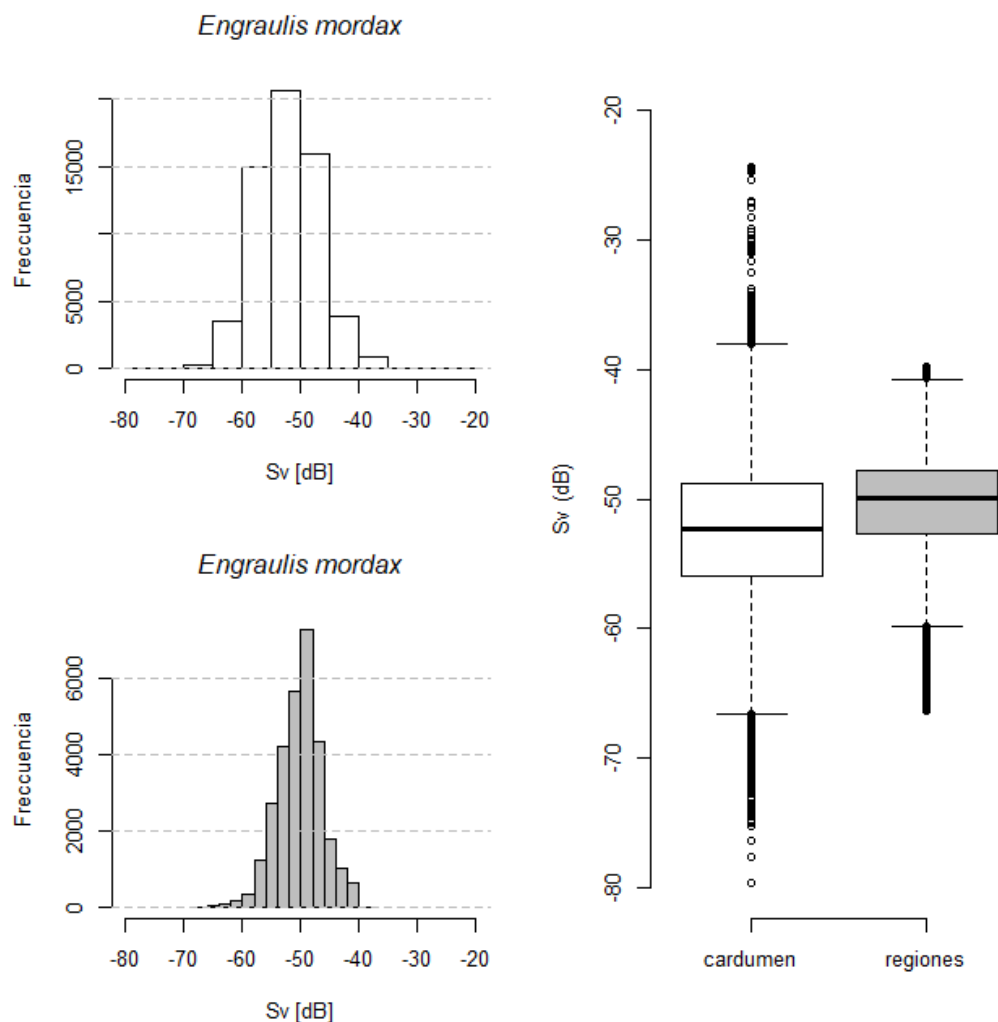 Engraulis mordax
Freccuencia
0
5000
15000
-80 -70 -60 -50 -40 -30 -20
Sv [dB]
Engraulis mordax
Freccuencia
0 2000 4000 6000
-80 -70 -60 -50 -40 -30 -20
Sv [dB]
Sv (dB)
-80 -70 -60 -50 -40 -30 -20
cardumen regiones